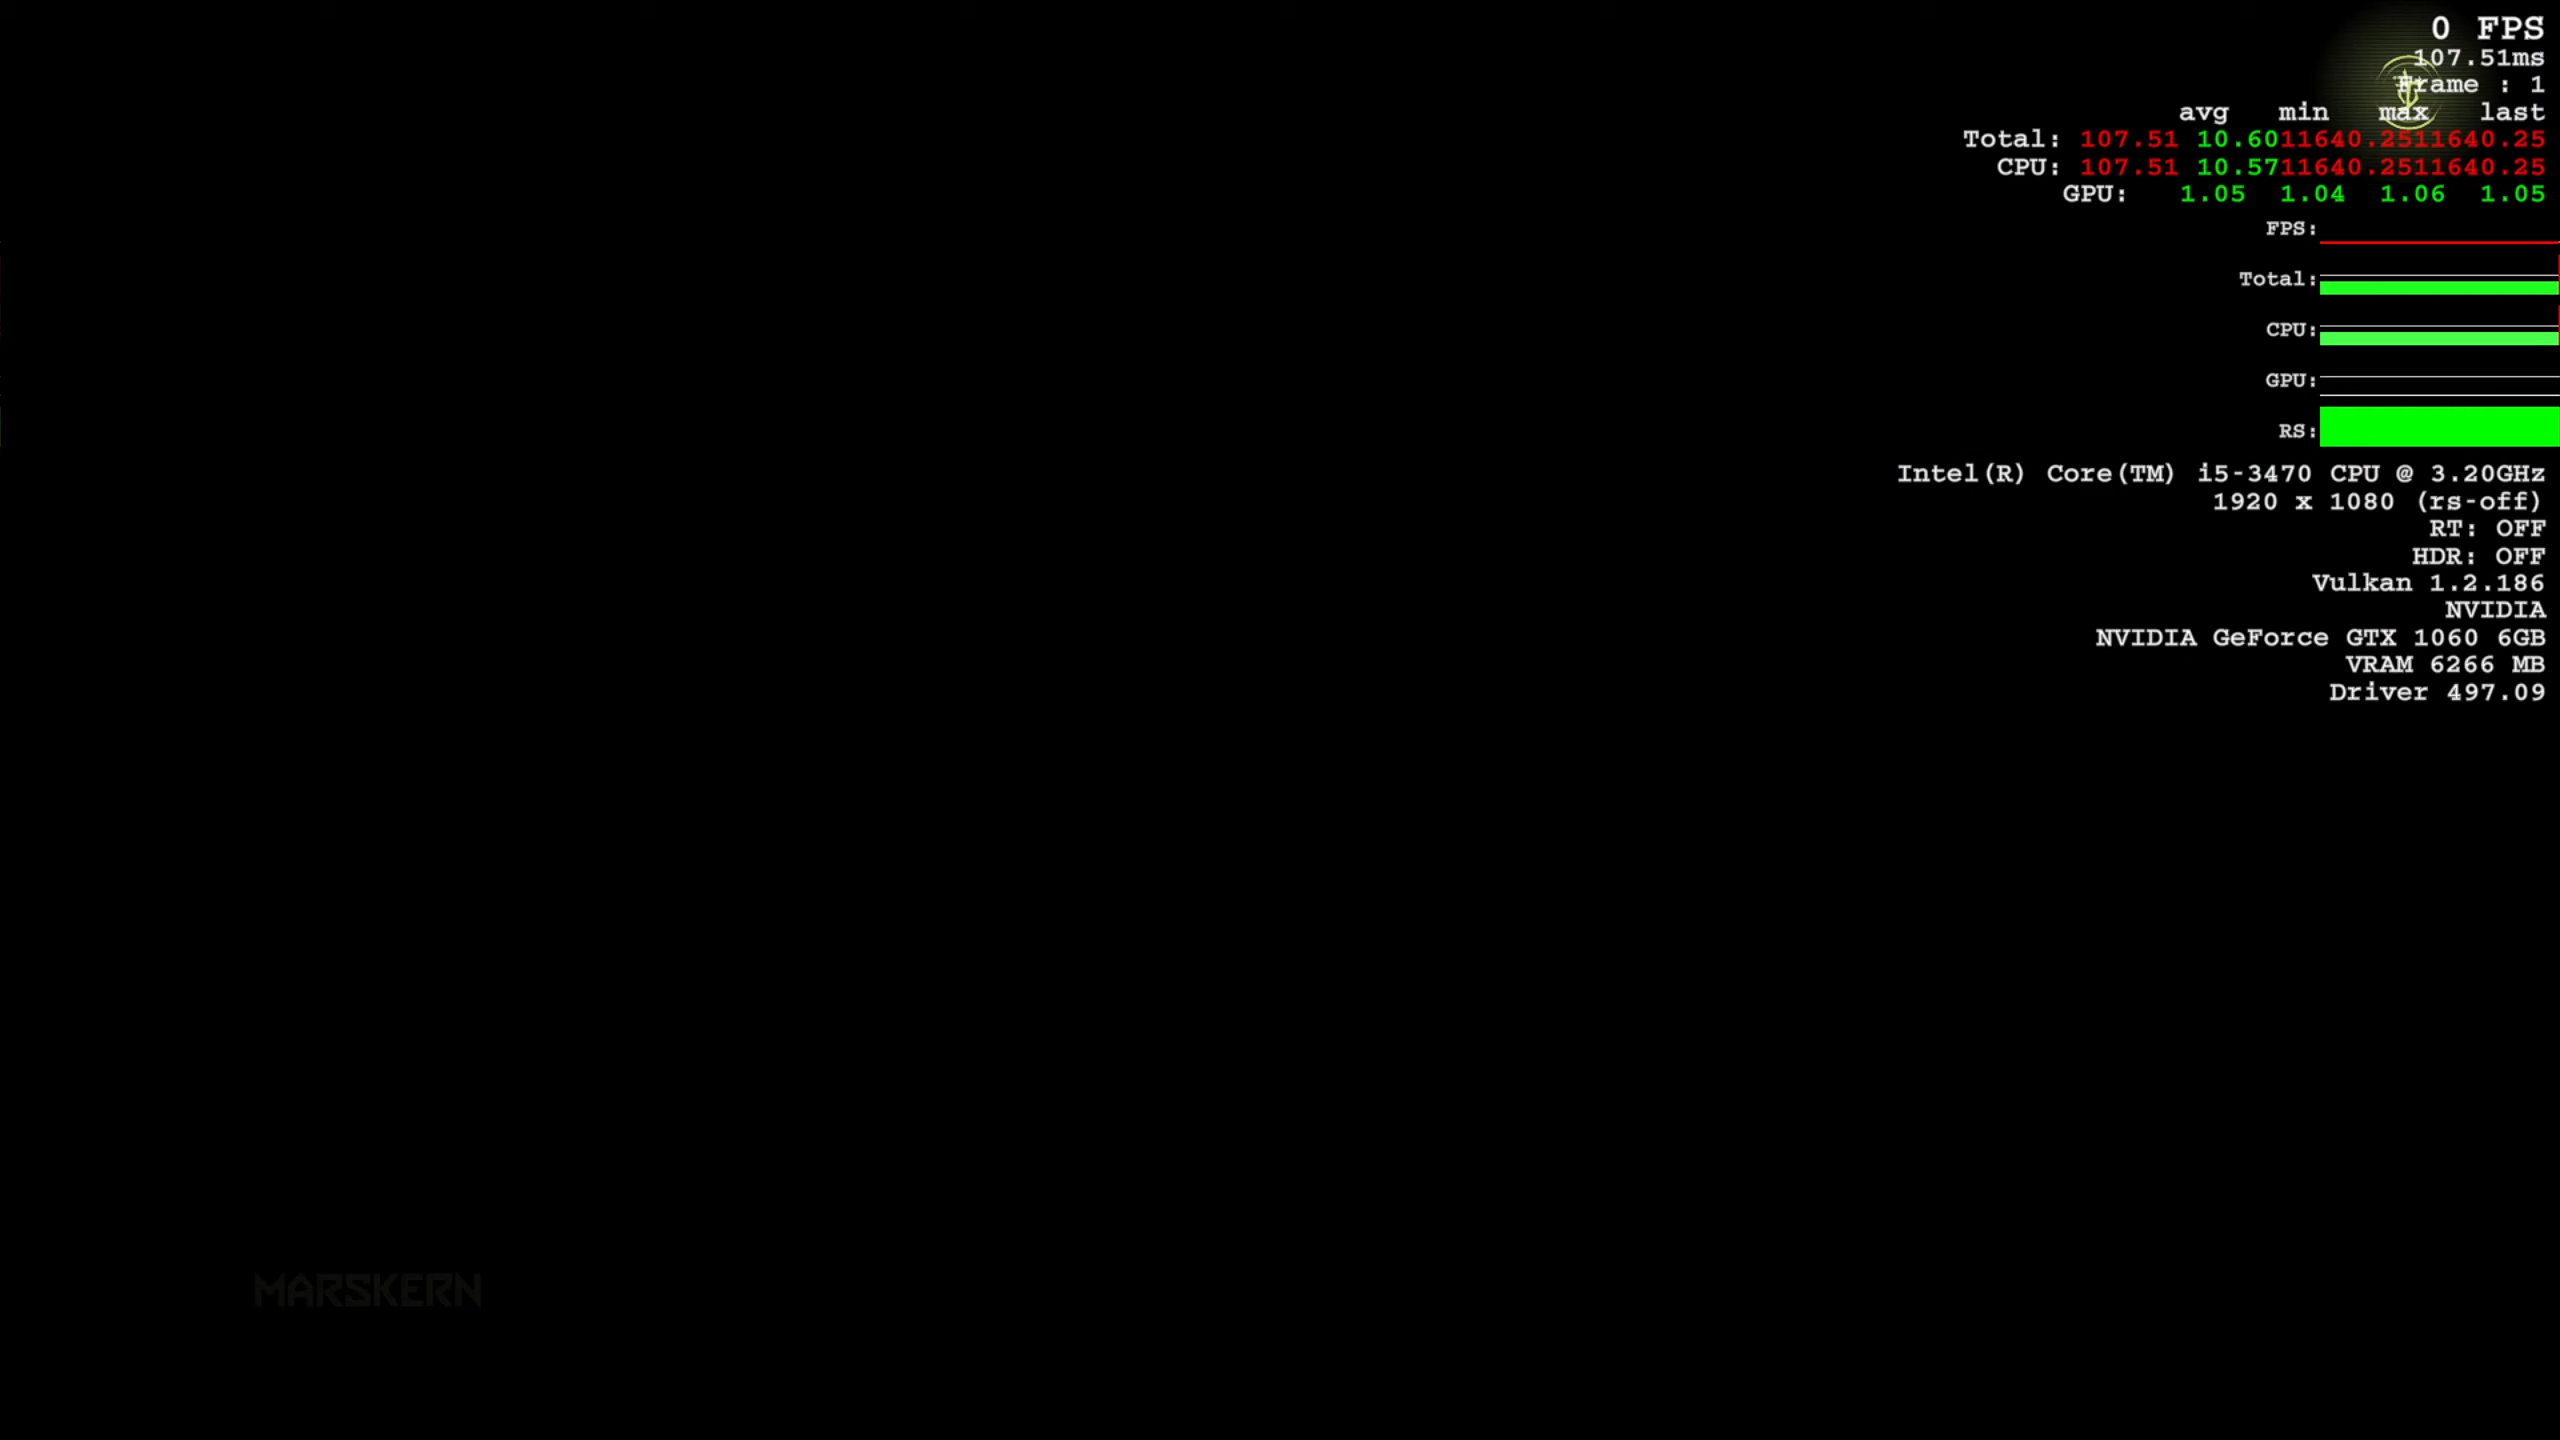 0 FPS
107.51ms
Frame : 1
avg min max last
Total: 107.51 10.6011640.2511640.25
CPU: 107.51 10.5711640.2511640.25
GPU: 1.05 1.04 1.06 1.05
FPS:
Total:
CPU:
GPU:
RS:
Intel(R) Core(TM) i5-3470 CPU @ 3.20GHz
1920 x 1080 (rs-off)
RT: OFF
HDR: OFF
Vulkan 1.2.186
NVIDIA
NVIDIA GeForce GTX 1060 6GB
VRAM 6266 MB
Driver 497.09
MARSKERN